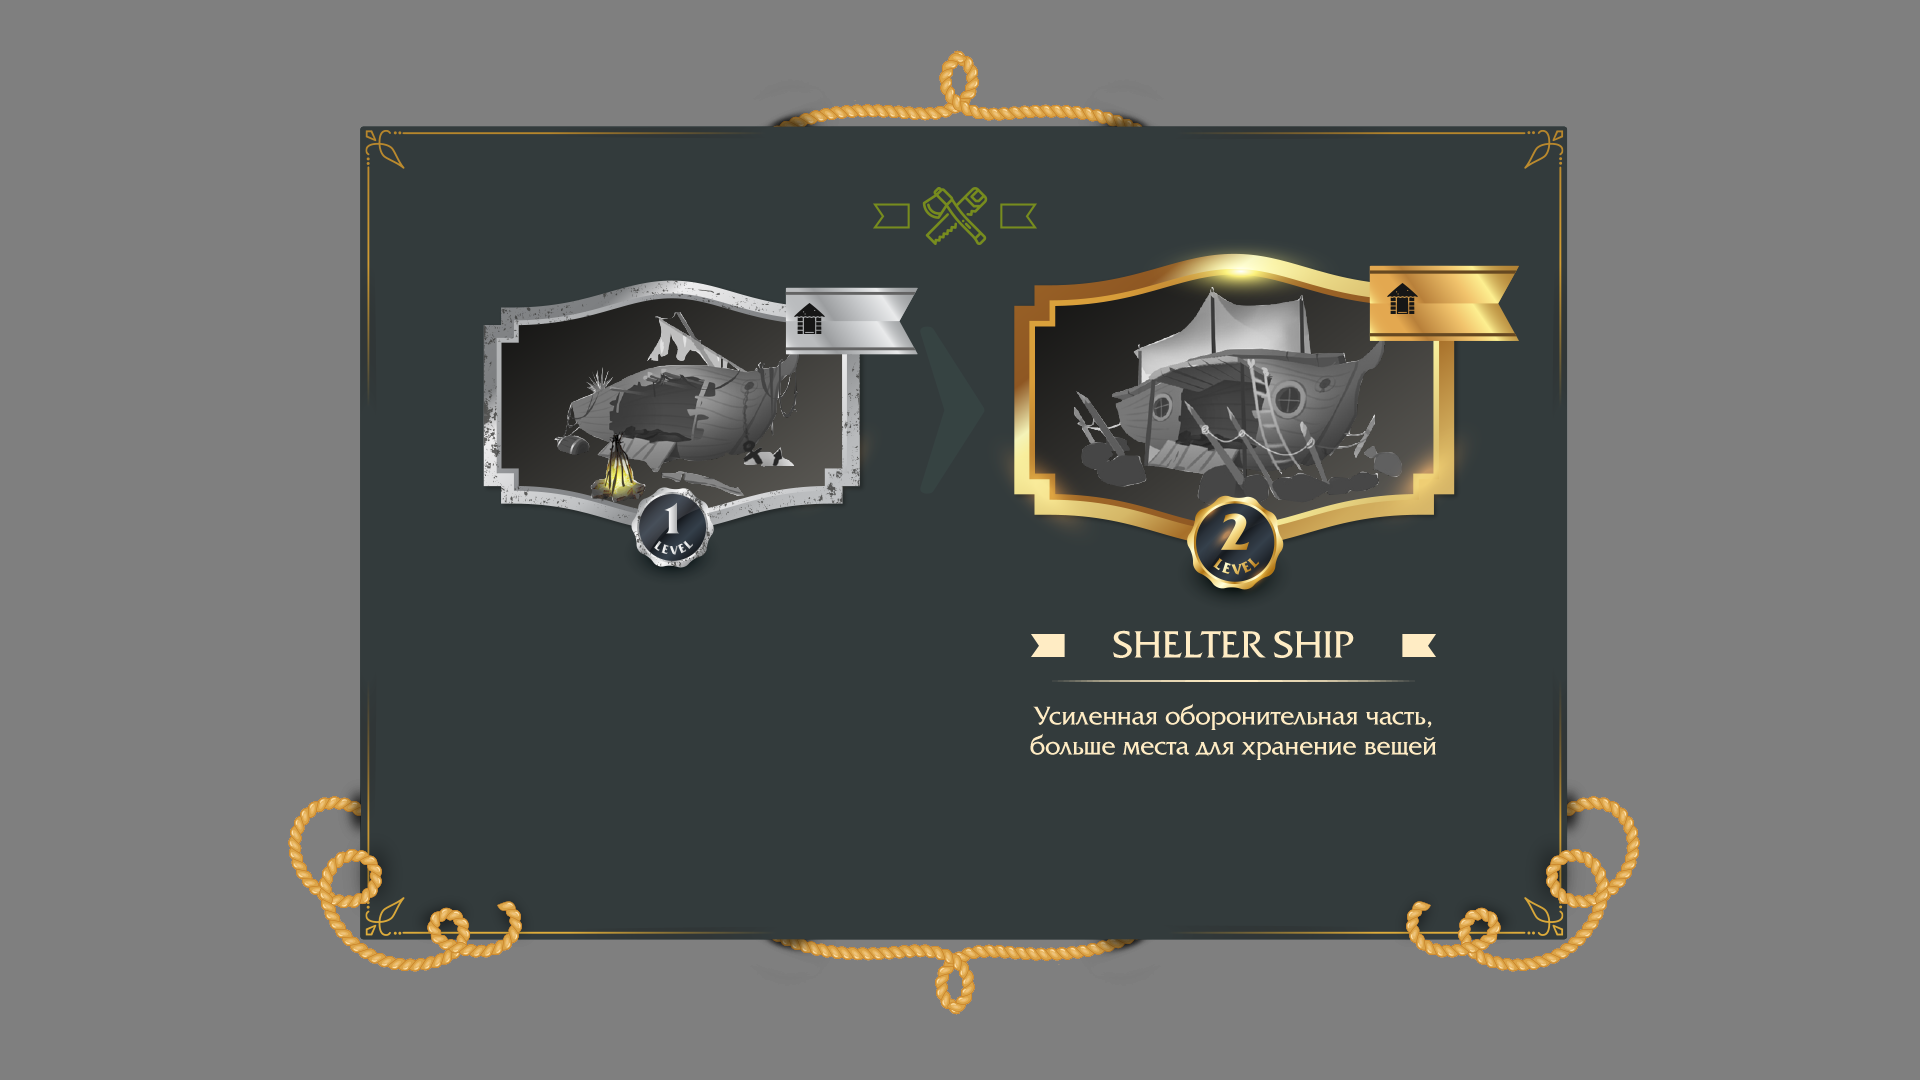 1
LEVEL
2
LEVEL
SHELTER SHIP
Усиленная оборонительная часть,
больше места для хранение вещей